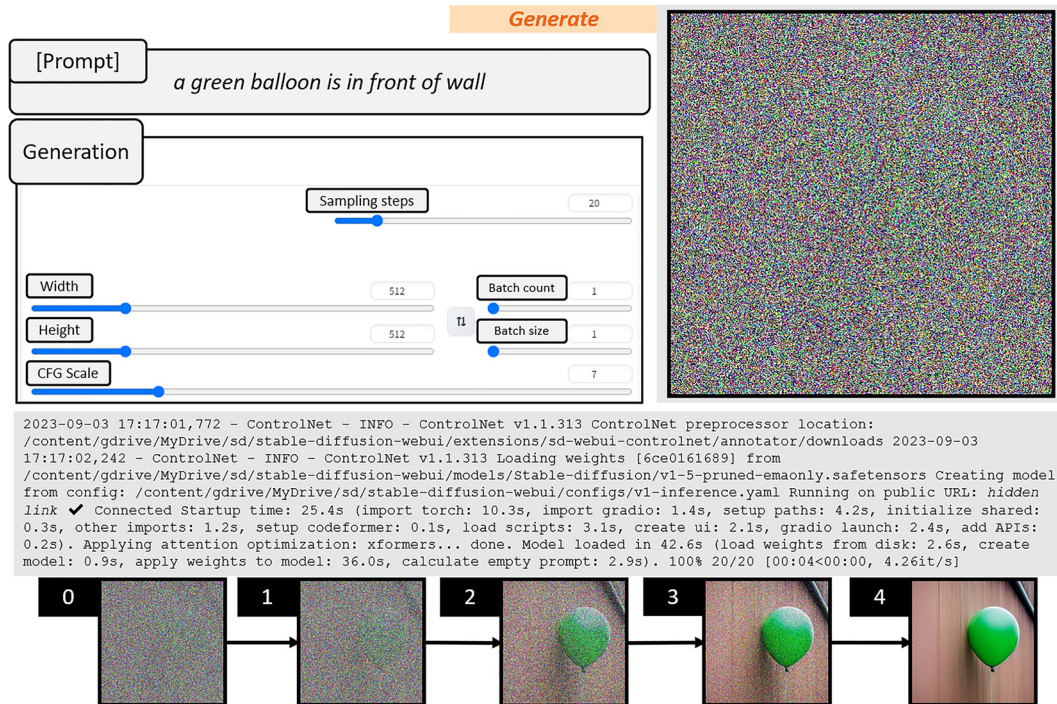 Generate
[Prompt]
a green balloon is in front of wall
Generation
Sampling steps
20
Width
512
Batch count
1
Height
512
Batch size
1
CFG Scale
7
2023-09-03 17:17:01,772 - ControlNet - INFO - ControlNet v1.1.313 ControlNet preprocessor location:
/content/gdrive/MyDrive/sd/stable-diffusion-webui/extensions/sd-webui-controlnet/annotator/downloads 2023-09-03
17:17:02,242 - ControlNet - INFO - ControlNet v1.1.313 Loading weights [6ce0161689] from
/content/gdrive/MyDrive/sd/stable-diffusion-webui/models/Stable-diffusion/v1-5-pruned-emaonly.safetensors Creating model
from config: /content/gdrive/MyDrive/sd/stable-diffusion-webui/configs/v1-inference.yaml Running on public URL: hidden
link ✔ Connected Startup time: 25.4s (import torch: 10.3s, import gradio: 1.4s, setup paths: 4.2s, initialize shared:
0.3s, other imports: 1.2s, setup codeformer: 0.1s, load scripts: 3.1s, create ui: 2.1s, gradio launch: 2.4s, add APIs:
0.2s). Applying attention optimization: xformers... done. Model loaded in 42.6s (load weights from disk: 2.6s, create
model: 0.9s, apply weights to model: 36.0s, calculate empty prompt: 2.9s). 100% 20/20 [00:04<00:00, 4.26it/s]
0
1
2
3
4